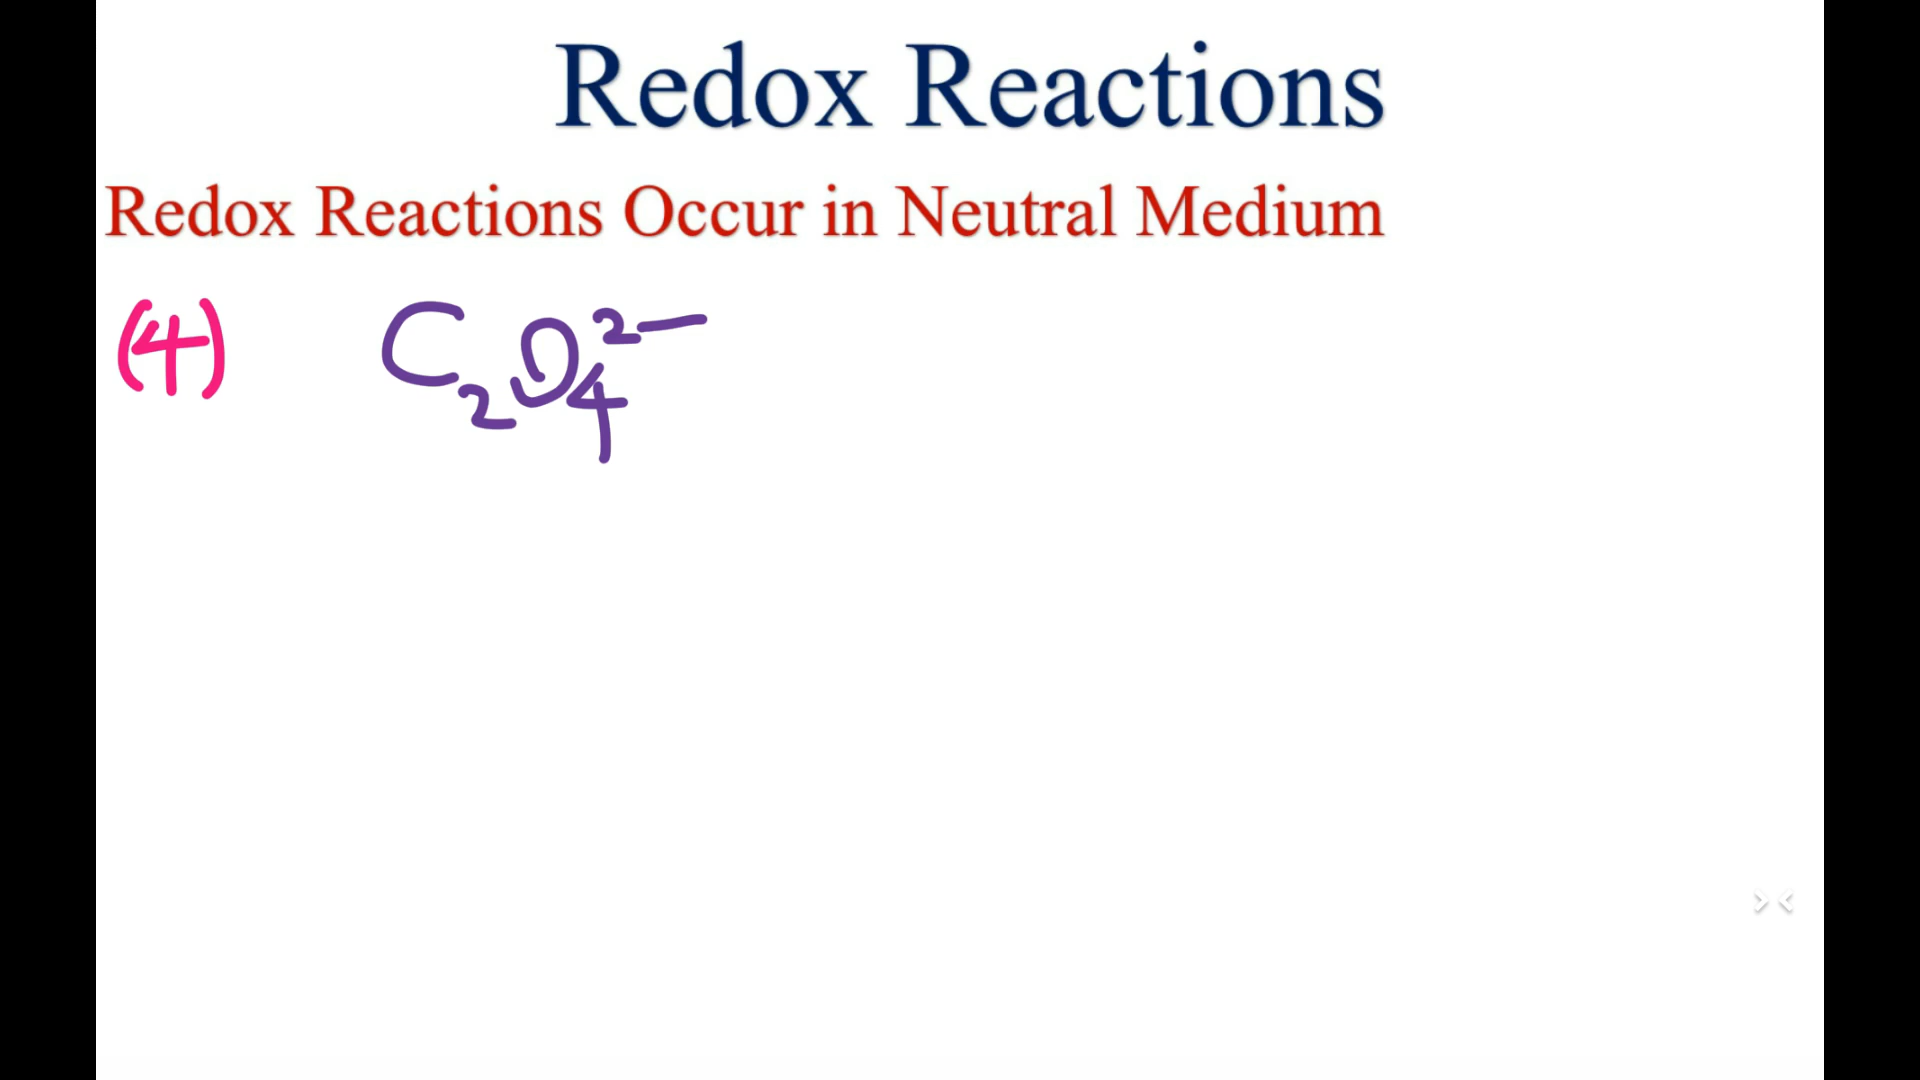 Redox Reactions
Redox Reactions Occur in Neutral Medium
(4) C₂O₄²⁻